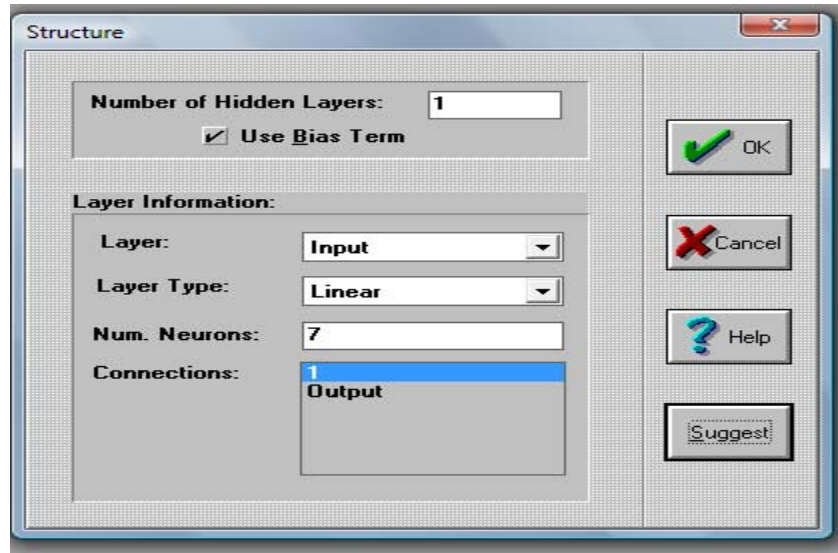 Structure
Number of Hidden Layers: 1
Use Bias Term
Layer Information:
Layer: Input
Layer Type: Linear
Num. Neurons: 7
Connections: 1
Output
OK
Cancel
Help
Suggest